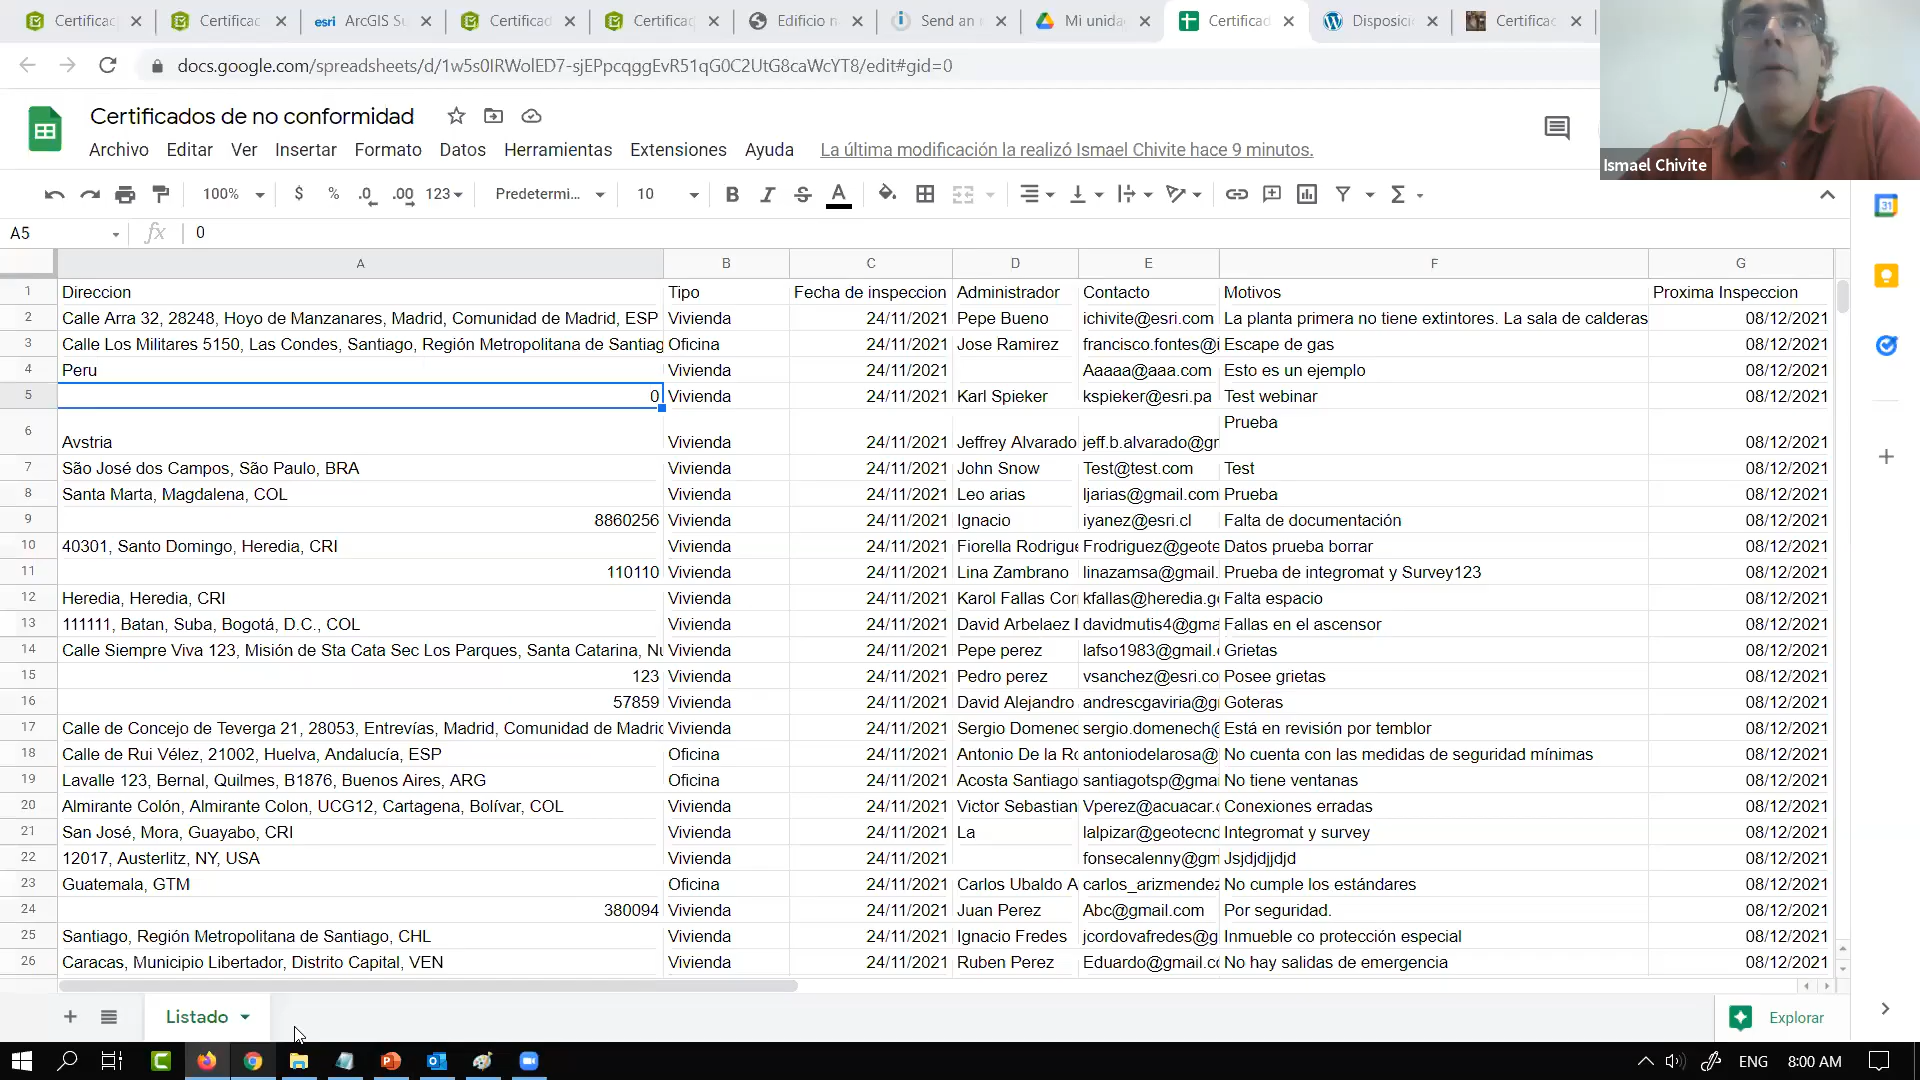 Certificac
Certificac
esri ArcGIS Su
Certificac
Certificaç
Edificio n
Send an
Mi unida
Certificad
Disposici
Certificac
docs.google.com/spreadsheets/d/1w5s0IRWolED7-sjEPpcqggEvR51qG0C2UtG8caWcYT8/edit#gid=0
Certificados de no conformidad
Archivo Editar Ver Insertar Formato Datos Herramientas Extensiones Ayuda La última modificación la realizó Ismael Chivite hace 9 minutos.
Ismael Chivite
100% $ % .0 .00 123 Predetermi... 10 B I S A Σ
31
A5 fx 0
A B C D E F G
1 Direccion Tipo Fecha de inspeccion Administrador Contacto Motivos Proxima Inspeccion
2 Calle Arra 32, 28248, Hoyo de Manzanares, Madrid, Comunidad de Madrid, ESP Vivienda 24/11/2021 Pepe Bueno ichivite@esri.com La planta primera no tiene extintores. La sala de calderas 08/12/2021
3 Calle Los Militares 5150, Las Condes, Santiago, Región Metropolitana de Santiag Oficina 24/11/2021 Jose Ramirez francisco.fontes@ Escape de gas 08/12/2021
4 Peru Vivienda 24/11/2021 Aaaaa@aaa.com Esto es un ejemplo 08/12/2021
5 0 Vivienda 24/11/2021 Karl Spieker kspieker@esri.pa Test webinar 08/12/2021
6 Avstria Vivienda 24/11/2021 Jeffrey Alvarado jeff.b.alvarado@gr Prueba 08/12/2021
7 São José dos Campos, São Paulo, BRA Vivienda 24/11/2021 John Snow Test@test.com Test 08/12/2021
8 Santa Marta, Magdalena, COL Vivienda 24/11/2021 Leo arias ljarias@gmail.com Prueba 08/12/2021
9 8860256 Vivienda 24/11/2021 Ignacio iyanez@esri.cl Falta de documentación 08/12/2021
10 40301, Santo Domingo, Heredia, CRI Vivienda 24/11/2021 Fiorella Rodrigue Frodriguez@geote Datos prueba borrar 08/12/2021
11 110110 Vivienda 24/11/2021 Lina Zambrano linazamsa@gmail. Prueba de integromat y Survey123 08/12/2021
12 Heredia, Heredia, CRI Vivienda 24/11/2021 Karol Fallas Cor kfallas@heredia.g Falta espacio 08/12/2021
13 111111, Batan, Suba, Bogotá, D.C., COL Vivienda 24/11/2021 David Arbelaez davidmutis4@gma Fallas en el ascensor 08/12/2021
14 Calle Siempre Viva 123, Misión de Sta Cata Sec Los Parques, Santa Catarina, Nu Vivienda 24/11/2021 Pepe perez lafso1983@gmail. Grietas 08/12/2021
15 123 Vivienda 24/11/2021 Pedro perez vsanchez@esri.co Posee grietas 08/12/2021
16 57859 Vivienda 24/11/2021 David Alejandro andrescgaviria@g Goteras 08/12/2021
17 Calle de Concejo de Teverga 21, 28053, Entrevías, Madrid, Comunidad de Madric Vivienda 24/11/2021 Sergio Domenec sergio.domenech@ Está en revisión por temblor 08/12/2021
18 Calle de Rui Vélez, 21002, Huelva, Andalucía, ESP Oficina 24/11/2021 Antonio De la Ro antoniodelarosa@ No cuenta con las medidas de seguridad mínimas 08/12/2021
19 Lavalle 123, Bernal, Quilmes, B1876, Buenos Aires, ARG Oficina 24/11/2021 Acosta Santiago santiagotsp@gmai No tiene ventanas 08/12/2021
20 Almirante Colón, Almirante Colon, UCG12, Cartagena, Bolívar, COL Vivienda 24/11/2021 Victor Sebastian Vperez@acuacar. Conexiones erradas 08/12/2021
21 San José, Mora, Guayabo, CRI Vivienda 24/11/2021 La lalpizar@geotecno Integromat y survey 08/12/2021
22 12017, Austerlitz, NY, USA Vivienda 24/11/2021 fonsecalenny@gm Jsjdjdjjdjd 08/12/2021
23 Guatemala, GTM Oficina 24/11/2021 Carlos Ubaldo A carlos_arizmendez No cumple los estándares 08/12/2021
24 380094 Vivienda 24/11/2021 Juan Perez Abc@gmail.com Por seguridad. 08/12/2021
25 Santiago, Región Metropolitana de Santiago, CHL Vivienda 24/11/2021 Ignacio Fredes jcordovafredes@g Inmueble co protección especial 08/12/2021
26 Caracas, Municipio Libertador, Distrito Capital, VEN Vivienda 24/11/2021 Ruben Perez Eduardo@gmail.co No hay salidas de emergencia 08/12/2021
Listado Explorar
ENG 8:00 AM